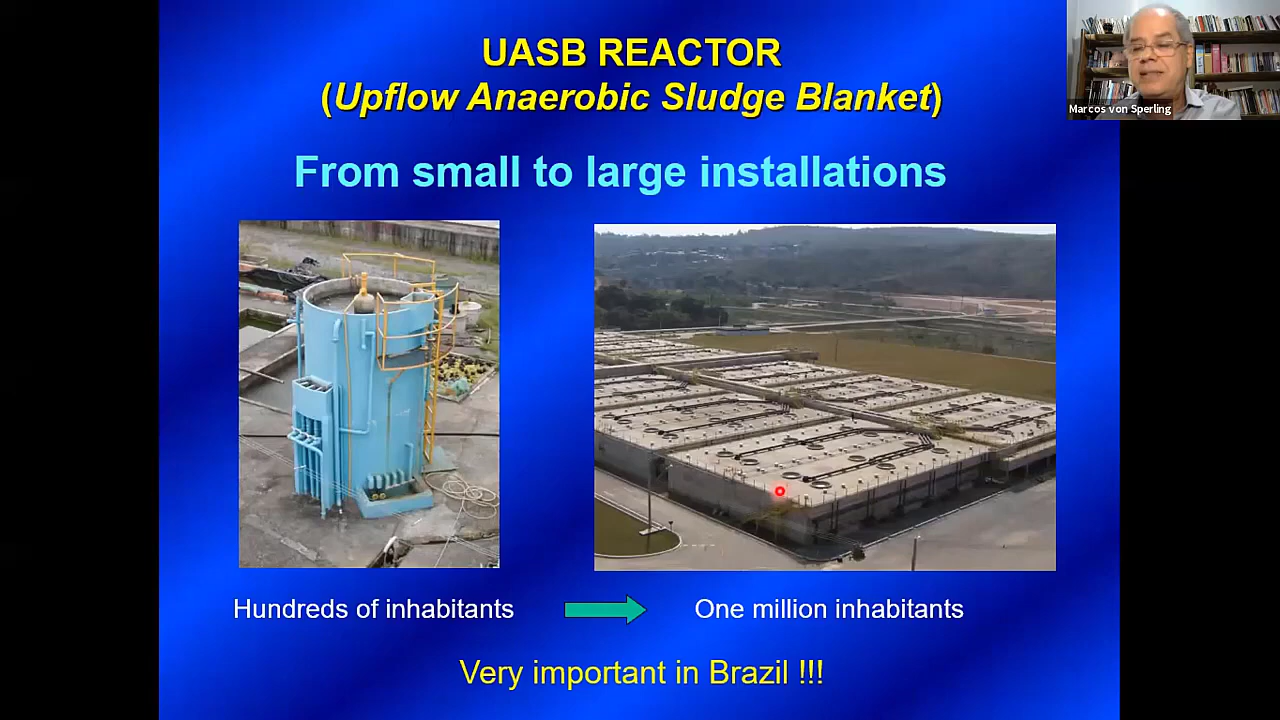 UASB REACTOR
(Upflow Anaerobic Sludge Blanket)
Marcos von Sperling
From small to large installations
Hundreds of inhabitants
One million inhabitants
Very important in Brazil !!!